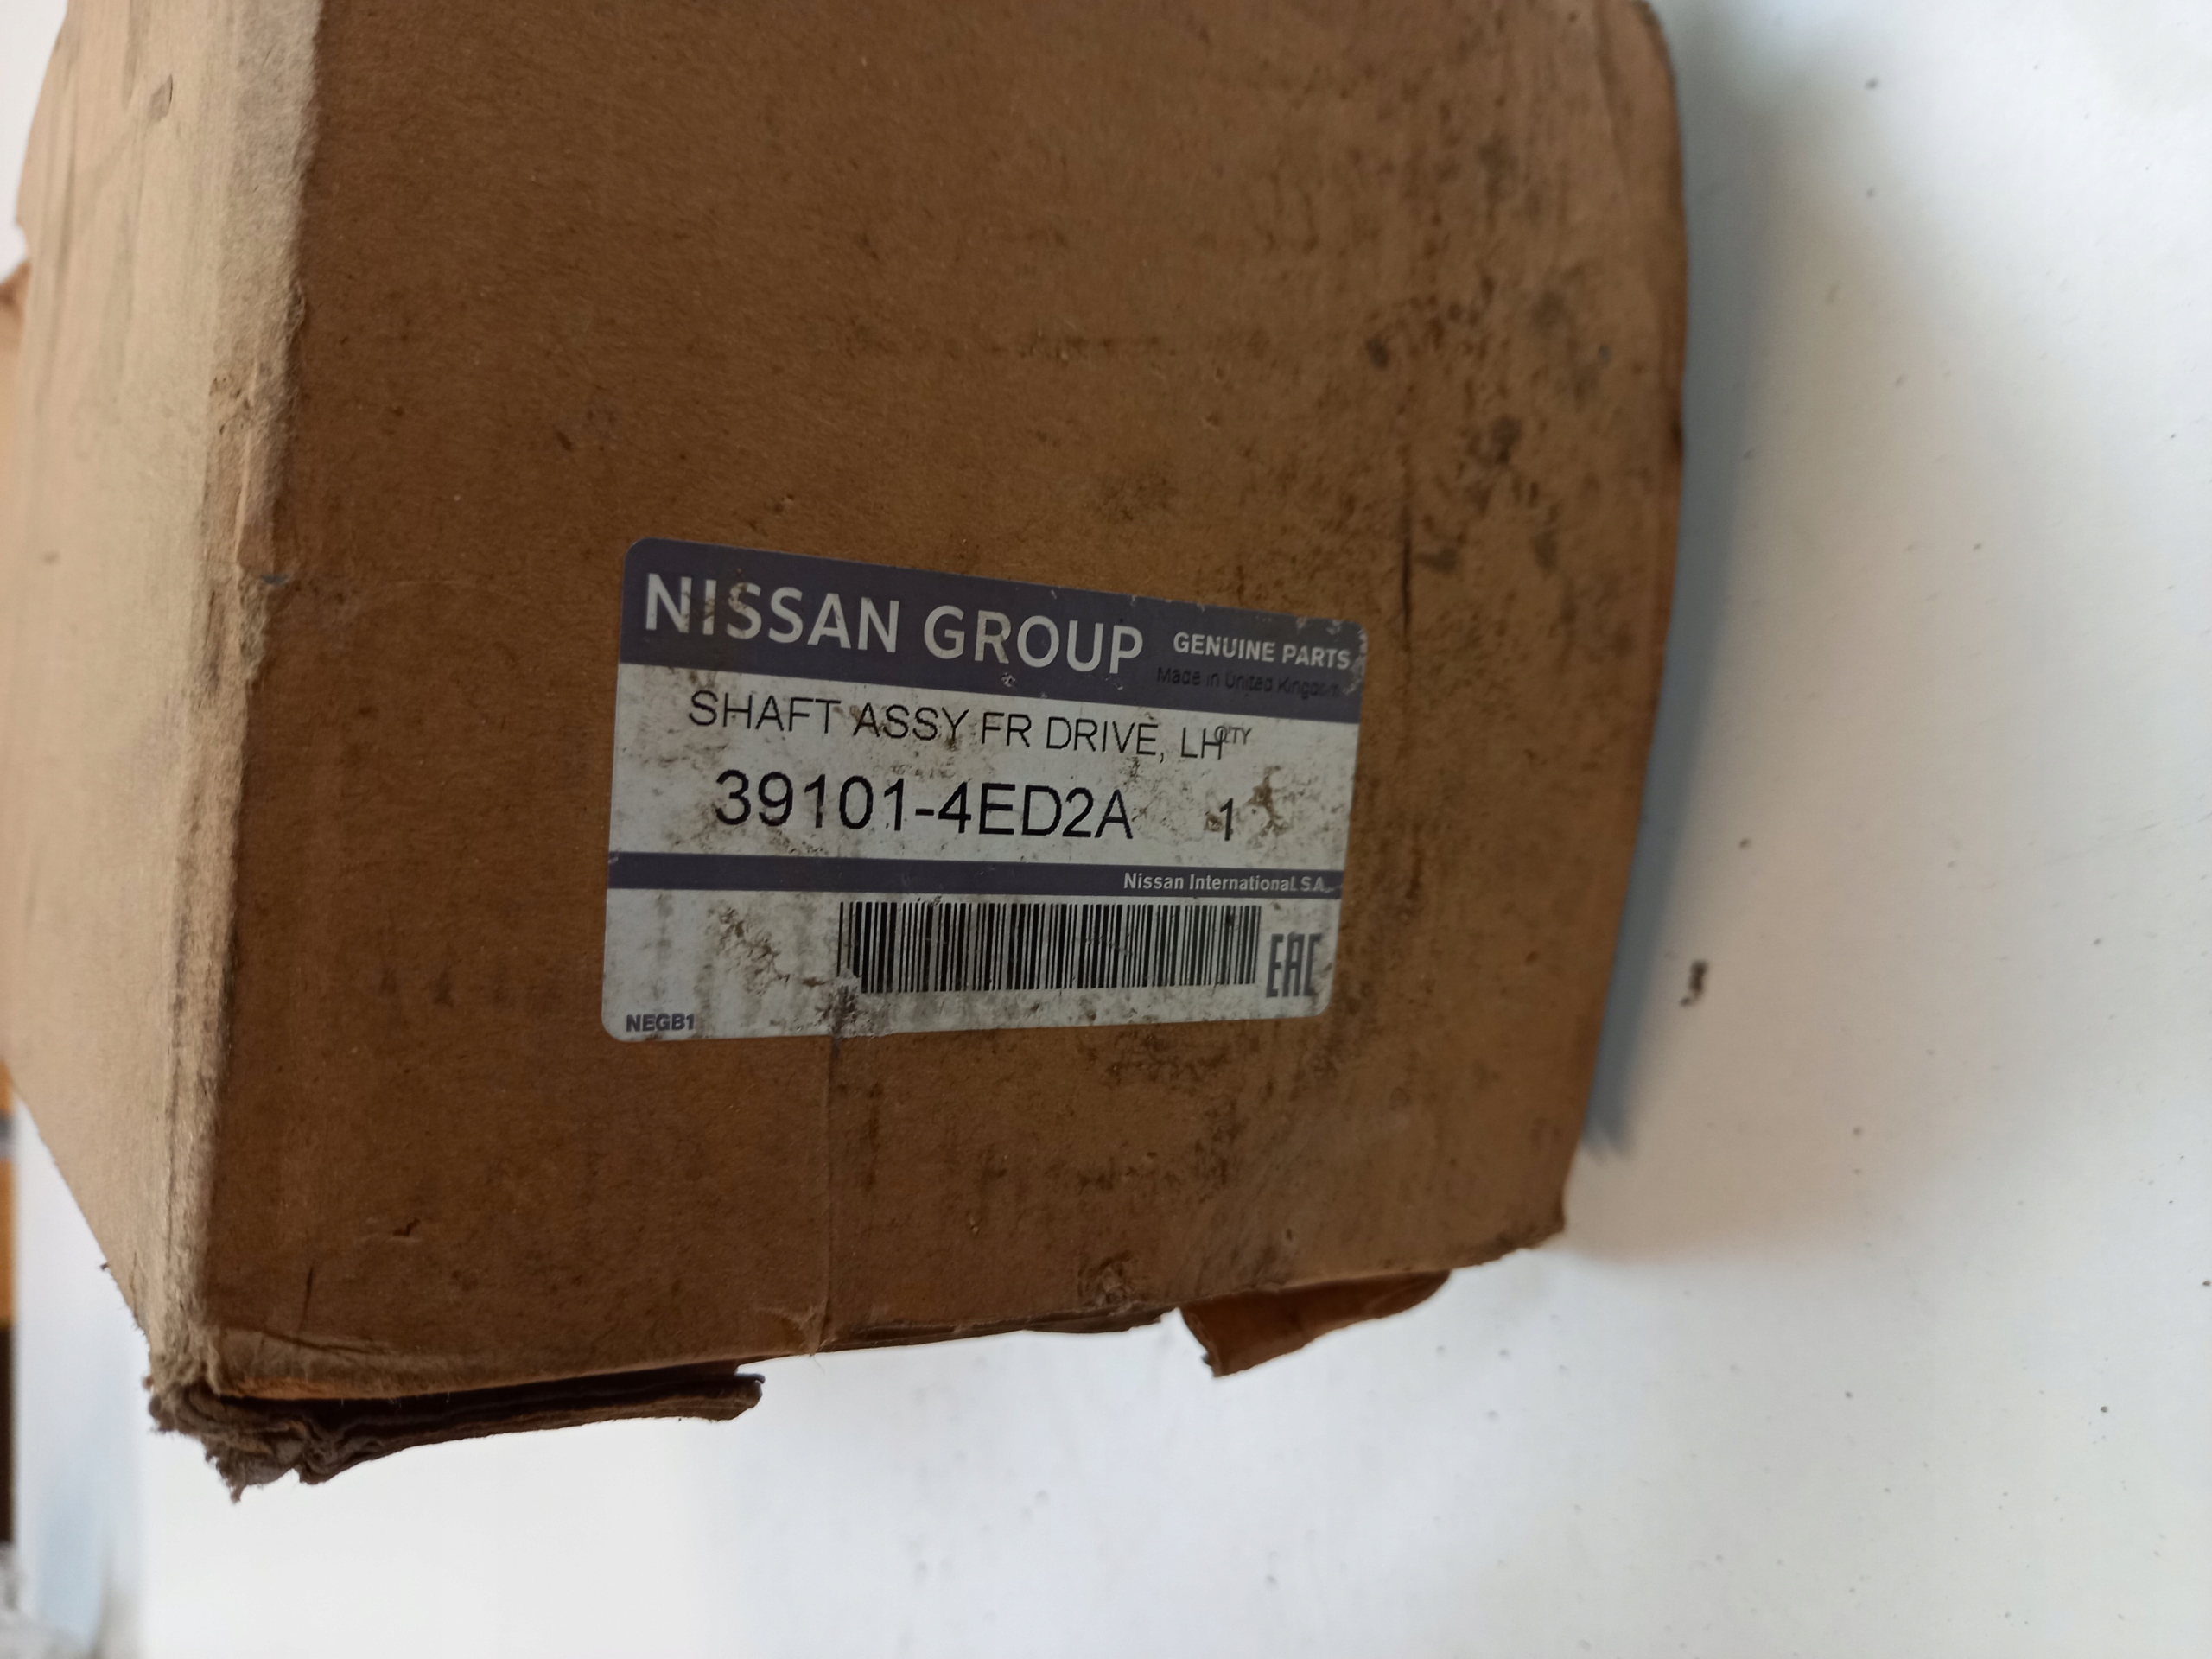 NISSAN GROUP GENUINE PARTS
Made in United Kingdom
SHAFT ASSY FR DRIVE, LH QTY
39101-4ED2A 1
Nissan International S.A.
EAC
NEGB1